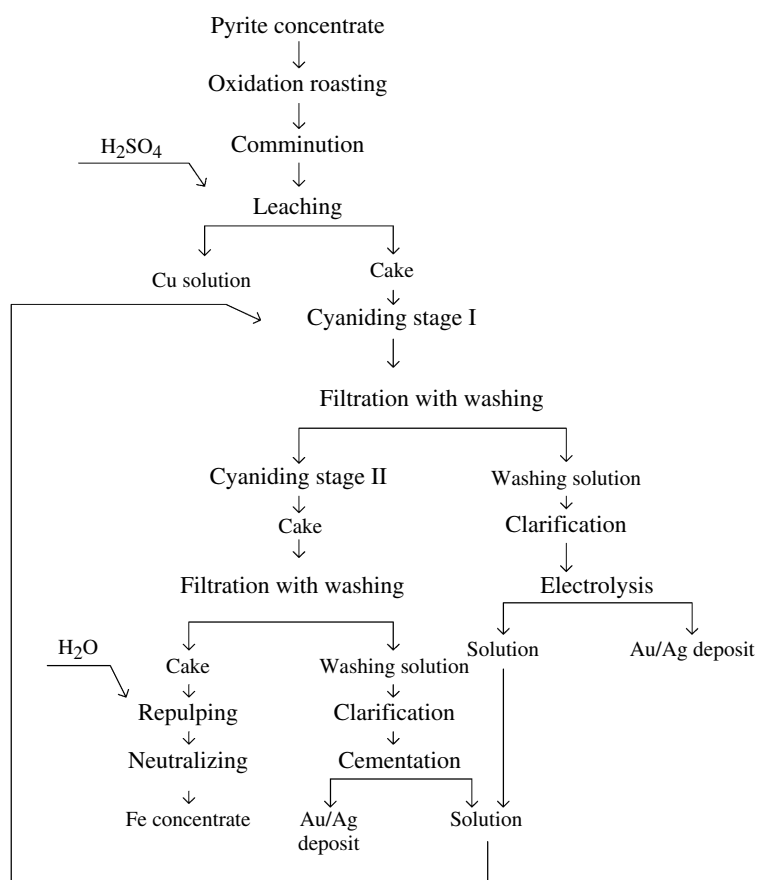 Pyrite concentrate
Oxidation roasting
Comminution
H2SO4
Leaching
Cu solution
Cake
Cyaniding stage I
Filtration with washing
Cyaniding stage II
Washing solution
Cake
Clarification
Filtration with washing
Electrolysis
H2O
Cake
Washing solution
Solution
Au/Ag deposit
Repulping
Clarification
Neutralizing
Cementation
Fe concentrate
Au/Ag
deposit
Solution